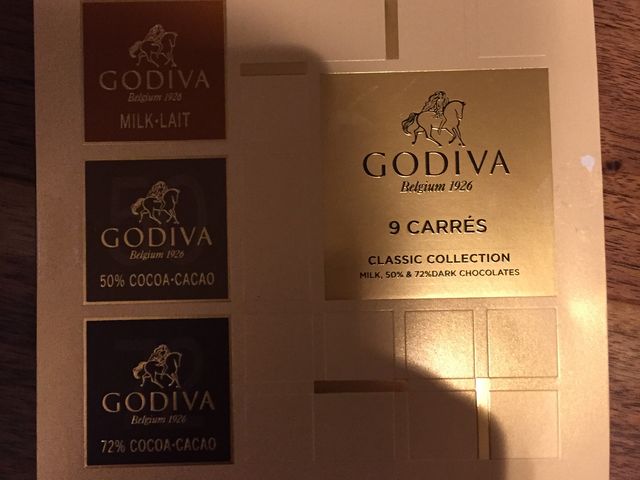 GODIVA
Belgium 1926
MILK·LAIT
GODIVA
Belgium 1926
50% COCOA·CACAO
GODIVA
Belgium 1926
72% COCOA·CACAO
GODIVA
Belgium 1926
9 CARRÉS
CLASSIC COLLECTION
MILK, 50% & 72%DARK CHOCOLATES